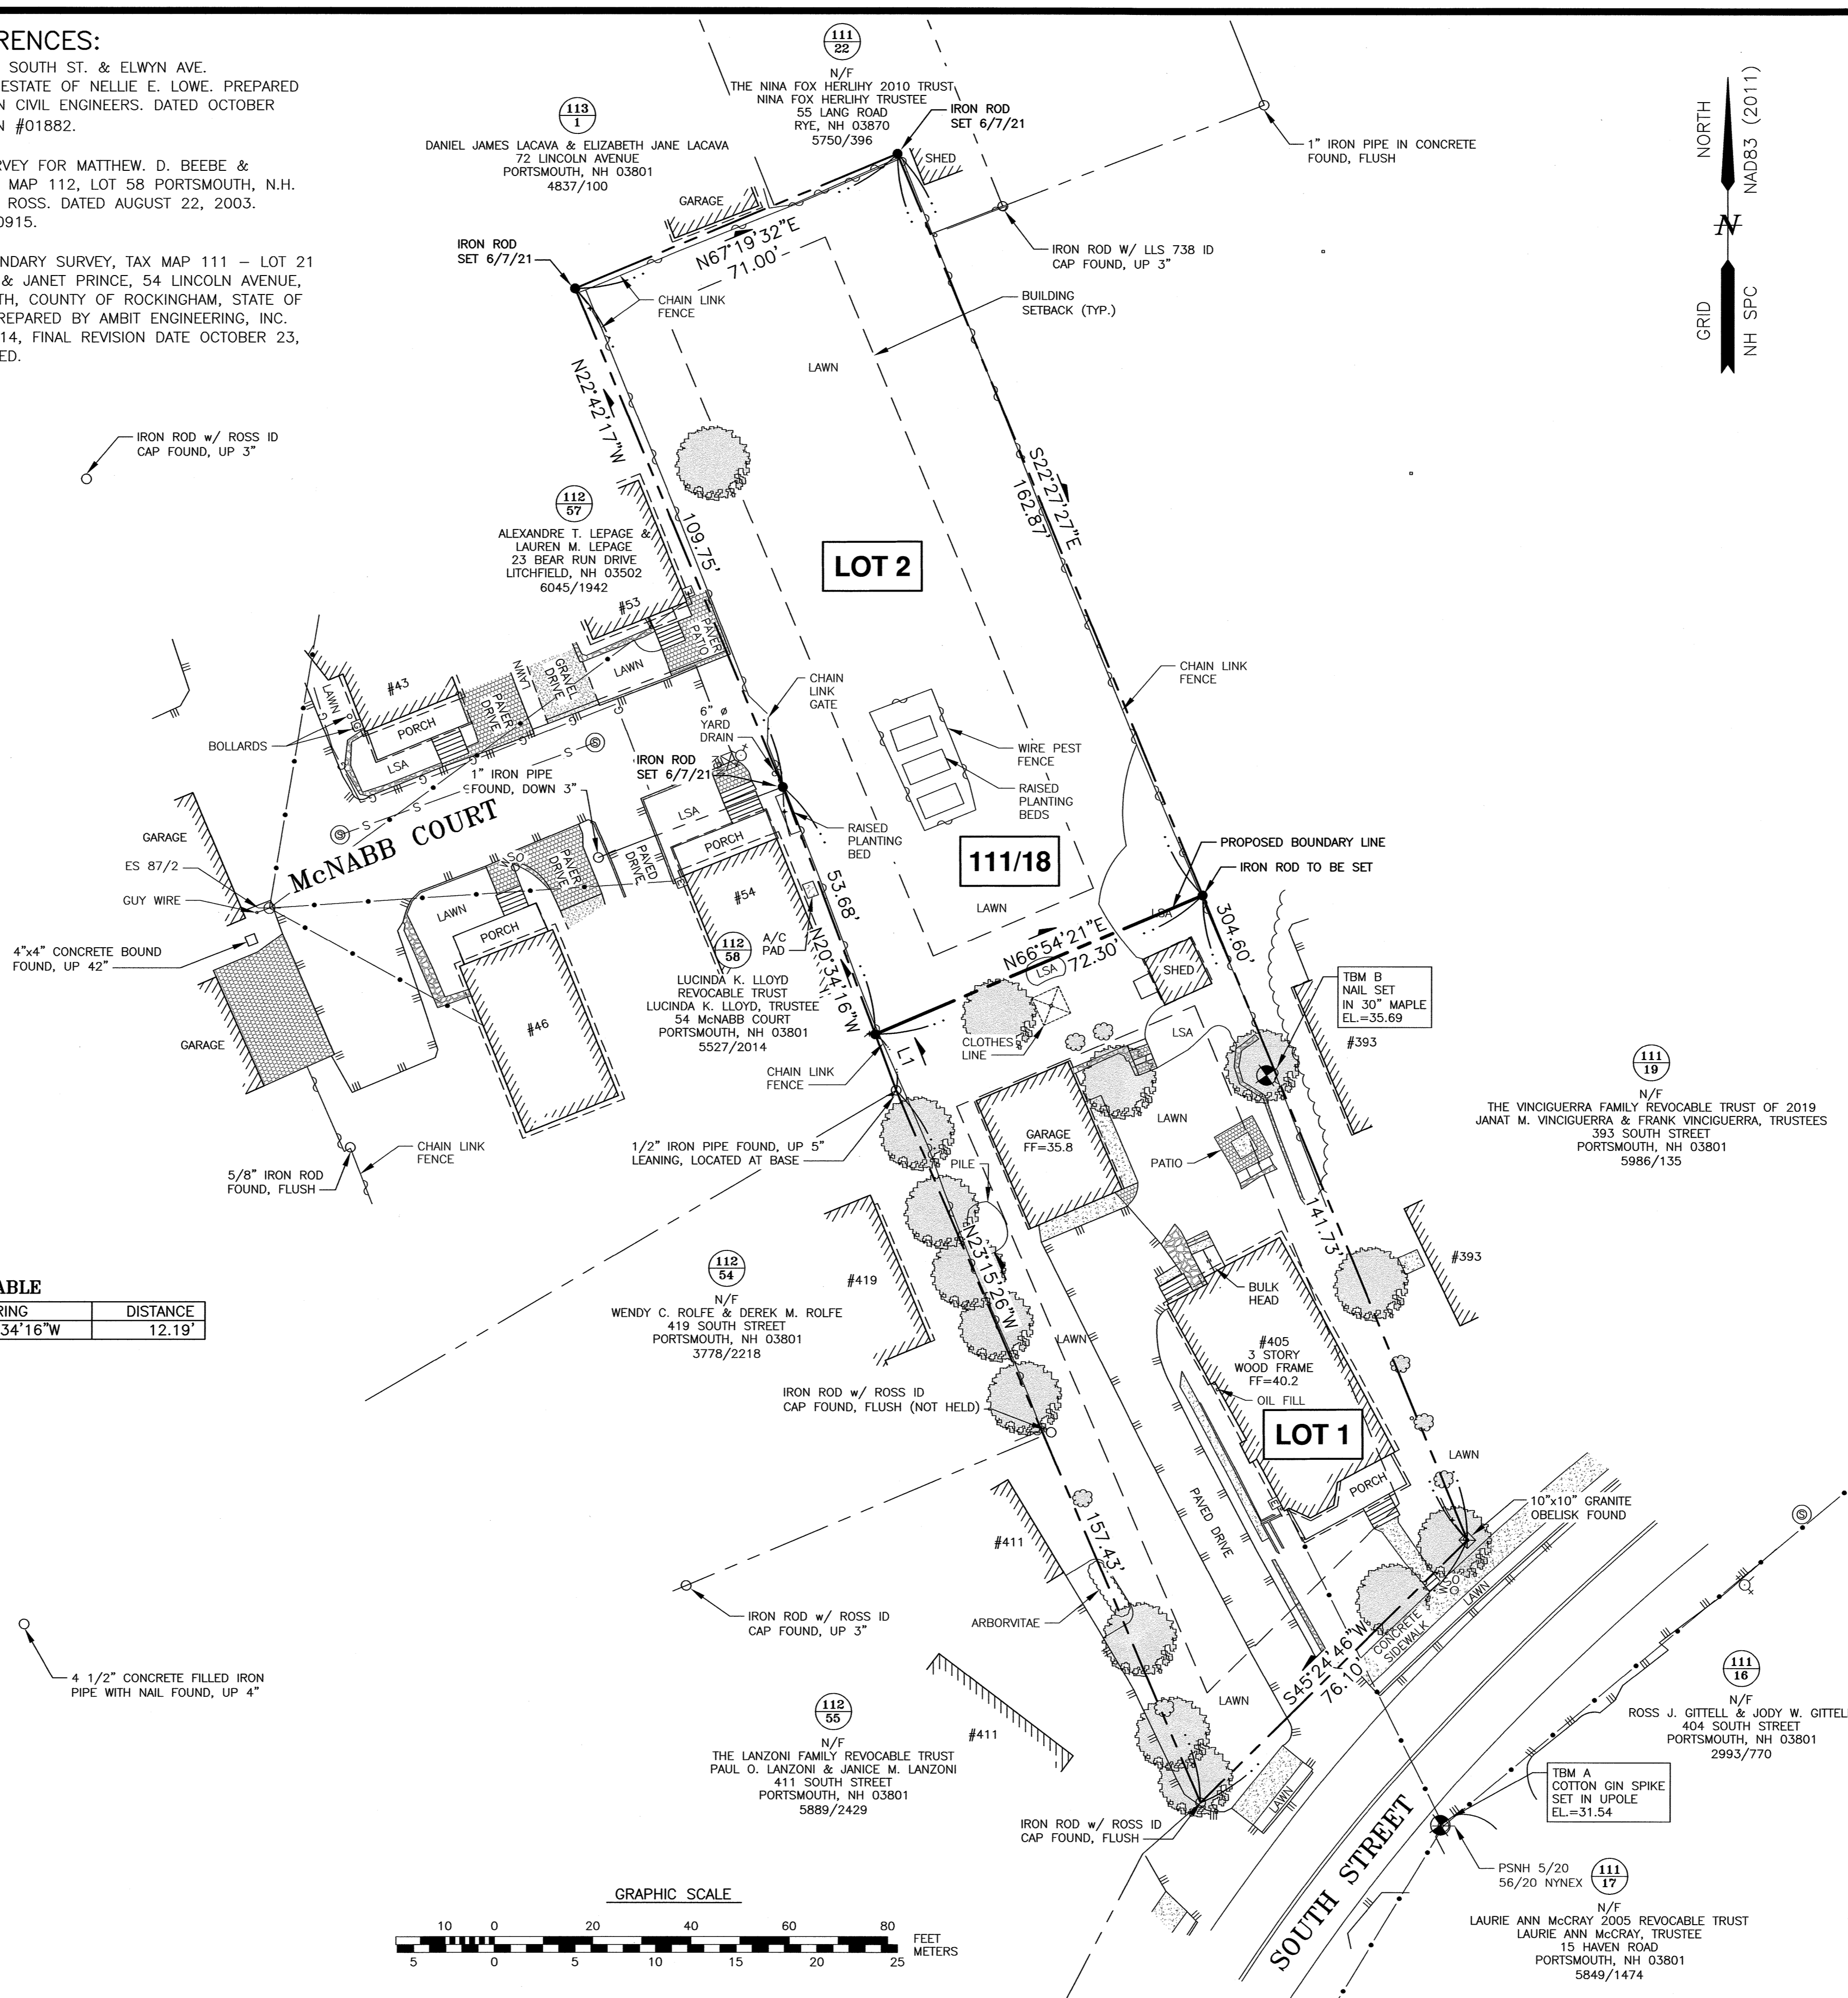 RENCES:
SOUTH ST. & ELWYN AVE.
ESTATE OF NELLIE E. LOWE. PREPARED
N CIVIL ENGINEERS. DATED OCTOBER
N #01882.
RVEY FOR MATTHEW. D. BEEBE &
MAP 112, LOT 58 PORTSMOUTH, N.H.
ROSS. DATED AUGUST 22, 2003.
0915.
NDARY SURVEY, TAX MAP 111 – LOT 21
& JANET PRINCE, 54 LINCOLN AVENUE,
TH, COUNTY OF ROCKINGHAM, STATE OF
REPARED BY AMBIT ENGINEERING, INC.
14, FINAL REVISION DATE OCTOBER 23,
ED.
113
1
DANIEL JAMES LACAVA & ELIZABETH JANE LACAVA
72 LINCOLN AVENUE
PORTSMOUTH, NH 03801
4837/100
111
22
N/F
THE NINA FOX HERLIHY 2010 TRUST
NINA FOX HERLIHY TRUSTEE
55 LANG ROAD
RYE, NH 03870
5750/396
IRON ROD
SET 6/7/21
SHED
1" IRON PIPE IN CONCRETE
FOUND, FLUSH
NORTH
NAD83 (2011)
N
GRID
NH SPC
GARAGE
IRON ROD
SET 6/7/21
N67°19'32"E
71.00'
IRON ROD W/ LLS 738 ID
CAP FOUND, UP 3"
CHAIN LINK
FENCE
BUILDING
SETBACK (TYP.)
LAWN
N22°42'17"W
109.75'
S22°27'27"E
162.87'
IRON ROD w/ ROSS ID
CAP FOUND, UP 3"
112
57
ALEXANDRE T. LEPAGE &
LAUREN M. LEPAGE
23 BEAR RUN DRIVE
LITCHFIELD, NH 03502
6045/1942
LOT 2
#53
PAVER
PATIO
LAWN
GRAVEL
DRIVE
LAWN
PAVER
DRIVE
#43
LAWN
PORCH
LSA
BOLLARDS
CHAIN
LINK
GATE
CHAIN LINK
FENCE
6" ø
YARD
DRAIN
IRON ROD
SET 6/7/21
WIRE PEST
FENCE
RAISED
PLANTING
BEDS
1" IRON PIPE
FOUND, DOWN 3"
McNABB COURT
LSA
PORCH
RAISED
PLANTING
BED
GARAGE
ES 87/2
GUY WIRE
PAVER
DRIVE
PAVED
DRIVE
WSO
#54
53.68'
N20°34'16"W
111/18
PROPOSED BOUNDARY LINE
IRON ROD TO BE SET
LAWN
LSA
LAWN
PORCH
4"x4" CONCRETE BOUND
FOUND, UP 42"
112
58
A/C
PAD
LUCINDA K. LLOYD
REVOCABLE TRUST
LUCINDA K. LLOYD, TRUSTEE
54 McNABB COURT
PORTSMOUTH, NH 03801
5527/2014
N66°54'21"E
72.30'
LSA
SHED
304.60'
TBM B
NAIL SET
IN 30" MAPLE
EL.=35.69
#393
#46
GARAGE
CLOTHES
LINE
LSA
L1
CHAIN LINK
FENCE
111
19
N/F
THE VINCIGUERRA FAMILY REVOCABLE TRUST OF 2019
JANAT M. VINCIGUERRA & FRANK VINCIGUERRA, TRUSTEES
393 SOUTH STREET
PORTSMOUTH, NH 03801
5986/135
CHAIN LINK
FENCE
1/2" IRON PIPE FOUND, UP 5"
LEANING, LOCATED AT BASE
GARAGE
FF=35.8
LAWN
PATIO
PILE
5/8" IRON ROD
FOUND, FLUSH
141.73'
#393
N23°15'26"W
157.43'
112
54
N/F
WENDY C. ROLFE & DEREK M. ROLFE
419 SOUTH STREET
PORTSMOUTH, NH 03801
3778/2218
#419
BULK
HEAD
LAWN
#405
3 STORY
WOOD FRAME
FF=40.2
OIL FILL
LOT 1
ABLE
RING DISTANCE
34'16"W 12.19'
IRON ROD w/ ROSS ID
CAP FOUND, FLUSH (NOT HELD)
LAWN
PORCH
PAVED DRIVE
10"x10" GRANITE
OBELISK FOUND
#411
IRON ROD w/ ROSS ID
CAP FOUND, UP 3"
ARBORVITAE
WSO
LAWN
CONCRETE
SIDEWALK
S45°24'46"W
76.10'
4 1/2" CONCRETE FILLED IRON
PIPE WITH NAIL FOUND, UP 4"
LAWN
#411
112
55
N/F
THE LANZONI FAMILY REVOCABLE TRUST
PAUL O. LANZONI & JANICE M. LANZONI
411 SOUTH STREET
PORTSMOUTH, NH 03801
5889/2429
111
16
N/F
ROSS J. GITTELL & JODY W. GITTELL
404 SOUTH STREET
PORTSMOUTH, NH 03801
2993/770
LAWN
IRON ROD w/ ROSS ID
CAP FOUND, FLUSH
TBM A
COTTON GIN SPIKE
SET IN UPOLE
EL.=31.54
SOUTH STREET
PSNH 5/20
56/20 NYNEX
111
17
N/F
LAURIE ANN McCRAY 2005 REVOCABLE TRUST
LAURIE ANN McCRAY, TRUSTEE
15 HAVEN ROAD
PORTSMOUTH, NH 03801
5849/1474
GRAPHIC SCALE
10 0 20 40 60 80
FEET
METERS
5 0 5 10 15 20 25